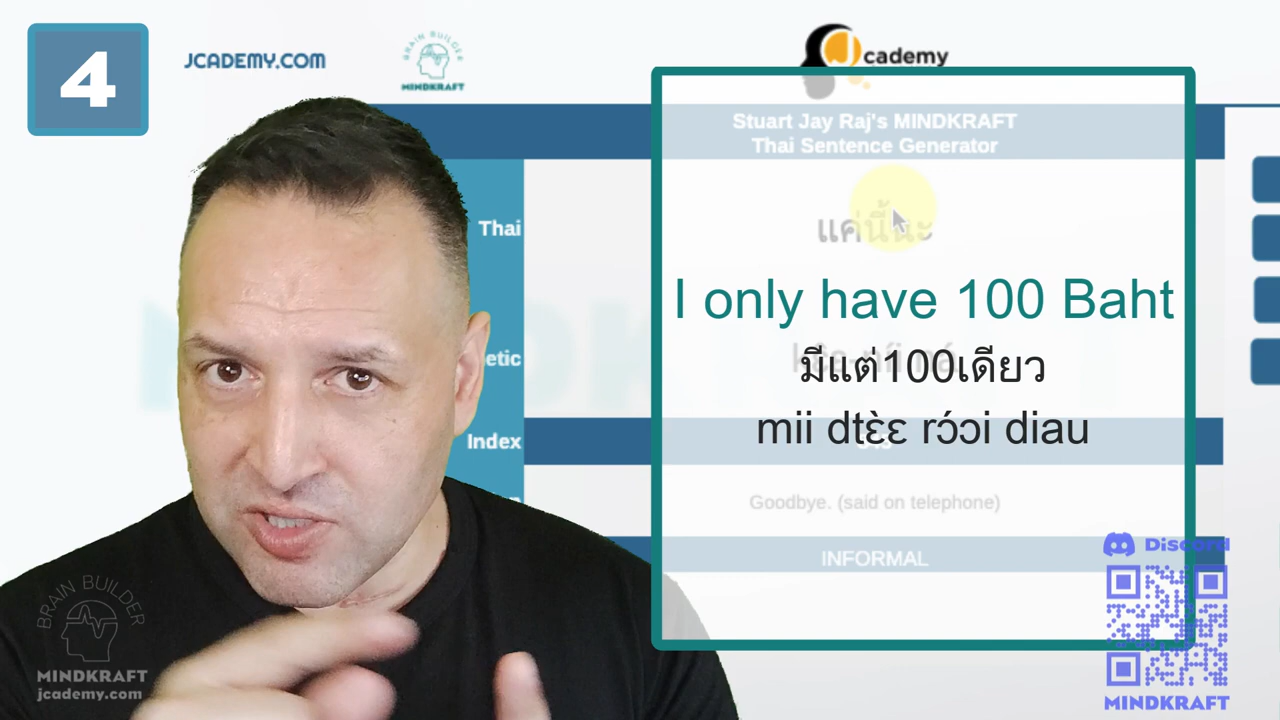 4
JCADEMY.COM
BRAIN BUILDER
MINDKRAFT
Jcademy
Stuart Jay Raj's MINDKRAFT
Thai Sentence Generator
Thai
แค่นี้นะ
I only have 100 Baht
etic
มีแต่100เดียว
mii dtɛ̀ɛ rɔ́ɔi diau
Index
Goodbye. (said on telephone)
INFORMAL
Discord
MINDKRAFT
BRAIN BUILDER
MINDKRAFT
jcademy.com